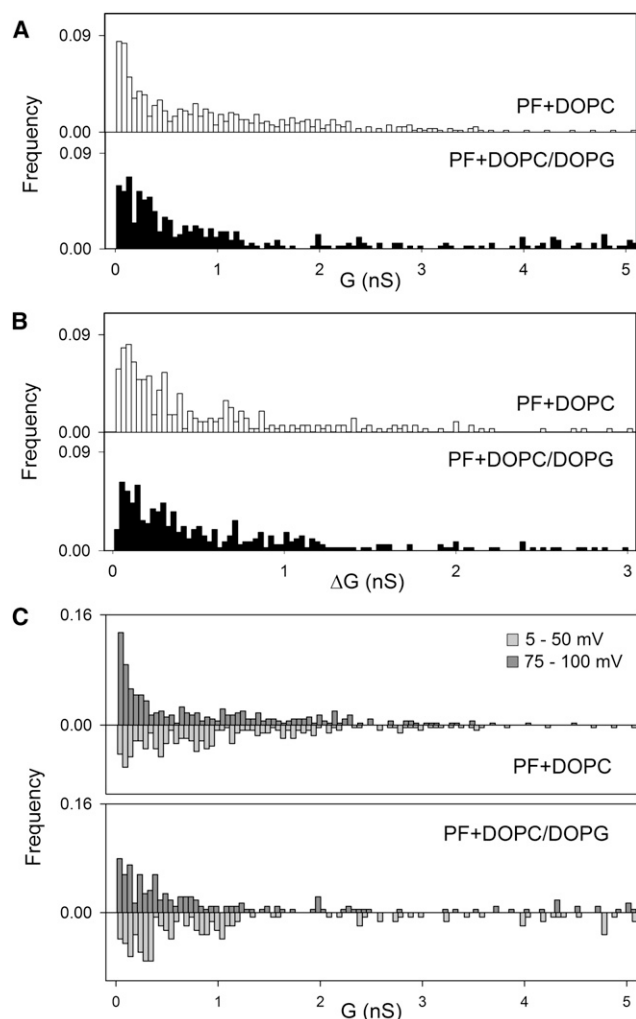 A
0.09
PF+DOPC
0.00
0.09
PF+DOPC/DOPG
0.00
Frequency
0 1 2 3 4 5
G (nS)
B
0.09
PF+DOPC
0.00
0.09
PF+DOPC/DOPG
0.00
Frequency
0 1 2 3
ΔG (nS)
C
0.16
5 - 50 mV
75 - 100 mV
0.00
PF+DOPC
0.16
PF+DOPC/DOPG
0.00
Frequency
0 1 2 3 4 5
G (nS)